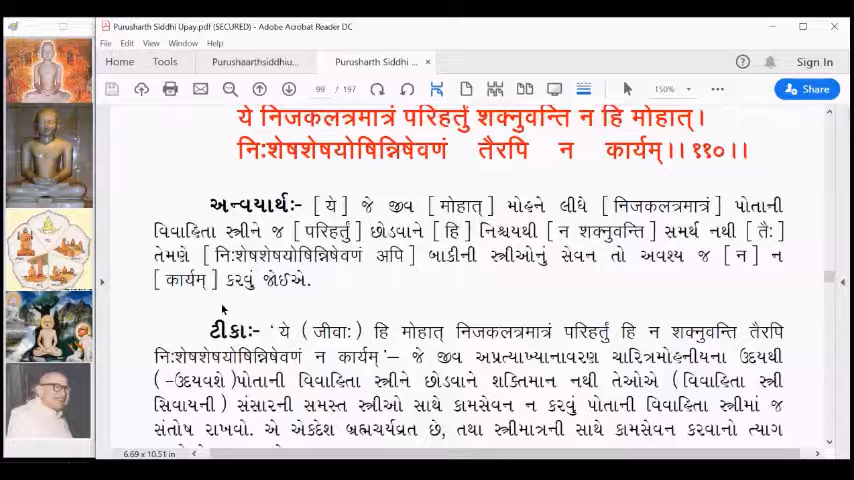 Purusharth Siddhi Upay.pdf (SECURED) - Adobe Acrobat Reader DC
File Edit View Window Help
Home Tools Purushaarthsiddhiu... Purusharth Siddhi ... × Sign In
99 / 197 150% Share
ये निजकलत्रमात्रं परिहर्तुं शक्नुवन्ति न हि मोहात्।
निःशेषशेषयोषिन्निषेवणं तैरपि न कार्यम्।। ११०।।
અન્વયાર્થઃ- [ ये ] જે જીવ [ मोहात् ] મોહને લીધે [ निजकलत्रमात्रं ] પોતાની
વિવાહિતા સ્ત્રીને જ [ परिहर्तुं ] છોડવાને [ हि ] નિશ્ચયથી [ न शक्नुवन्ति ] સમર્થ નથી [ तैः ]
તેમણે [ निःशेषशेषयोषिन्निषेवणं अपि ] બાકીની સ્ત્રીઓનું સેવન તો અવશ્ય જ [ न ] ન
[ कार्यम् ] કરવું જોઈએ.
ટીકાઃ- ' ये ( जीवाः ) हि मोहात् निजकलत्रमात्रं परिहर्तुं हि न शक्नुवन्ति तैरपि
निःशेषशेषयोषिन्निषेवणं न कार्यम् '– જે જીવ અપ્રત્યાખ્યાનાવરણ ચારિત્રમોહનીયના ઉદયથી
(-ઉદયવશે) પોતાની વિવાહિતા સ્ત્રીને છોડવાને શક્તિમાન નથી તેઓએ ( વિવાહિતા સ્ત્રી
સિવાયની ) સંસારની સમસ્ત સ્ત્રીઓ સાથે કામસેવન ન કરવું પોતાની વિવાહિતા સ્ત્રીમાં જ
સંતોષ રાખવો. એ એકદેશ બ્રહ્મચર્યવ્રત છે, તથા સ્ત્રીમાત્રની સાથે કામસેવન કરવાનો ત્યાગ
6.69 x 10.51 in